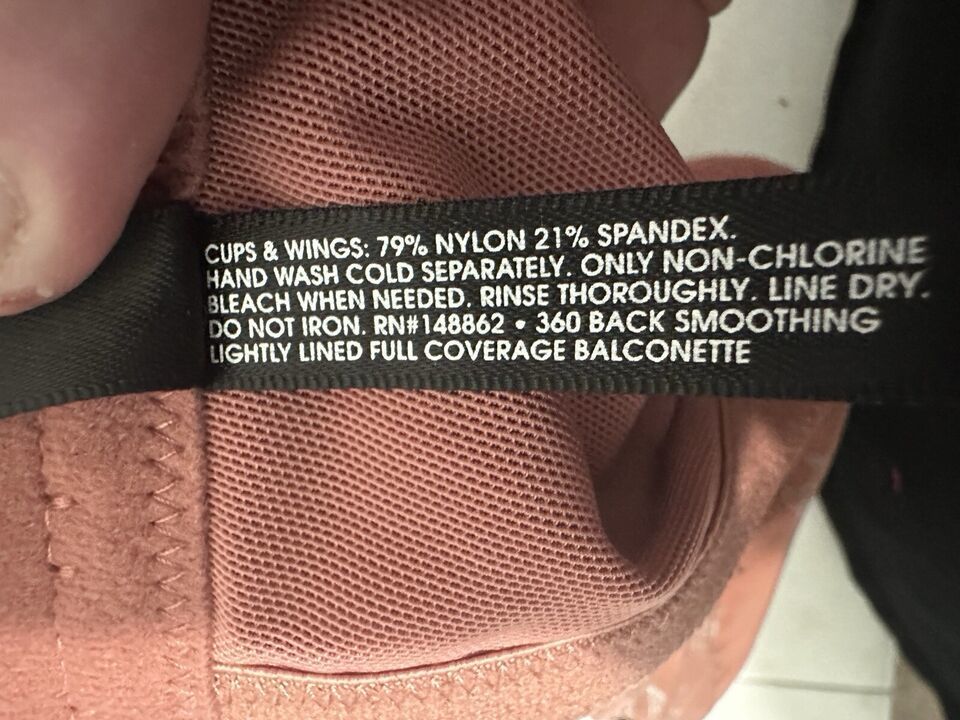 CUPS & WINGS: 79% NYLON 21% SPANDEX.
HAND WASH COLD SEPARATELY. ONLY NON-CHLORINE
BLEACH WHEN NEEDED. RINSE THOROUGHLY. LINE DRY.
DO NOT IRON. RN#148862 • 360 BACK SMOOTHING
LIGHTLY LINED FULL COVERAGE BALCONETTE